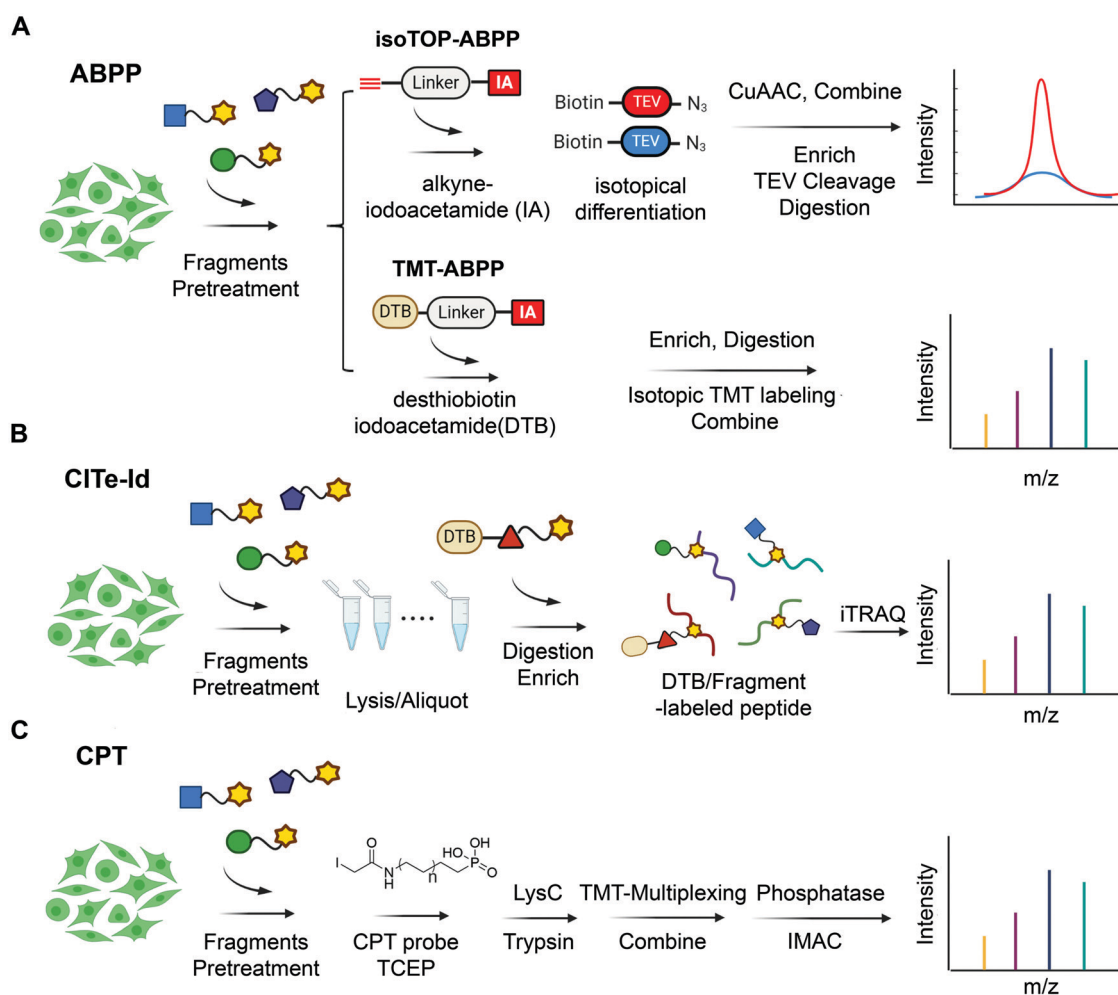 A
ABPP
Fragments
Pretreatment
isoTOP-ABPP
Linker
IA
alkyne-
iodoacetamide (IA)
Biotin TEV N3
Biotin TEV N3
isotopical
differentiation
CuAAC, Combine
Enrich
TEV Cleavage
Digestion
Intensity
TMT-ABPP
DTB
Linker
IA
desthiobiotin
iodoacetamide(DTB)
Enrich, Digestion
Isotopic TMT labeling
Combine
Intensity
m/z
B
CITe-Id
Fragments
Pretreatment
Lysis/Aliquot
DTB
Digestion
Enrich
DTB/Fragment
-labeled peptide
iTRAQ
Intensity
m/z
C
CPT
Fragments
Pretreatment
I
O
N
H
n
HO
P
OH
O
CPT probe
TCEP
LysC
Trypsin
TMT-Multiplexing
Combine
Phosphatase
IMAC
Intensity
m/z